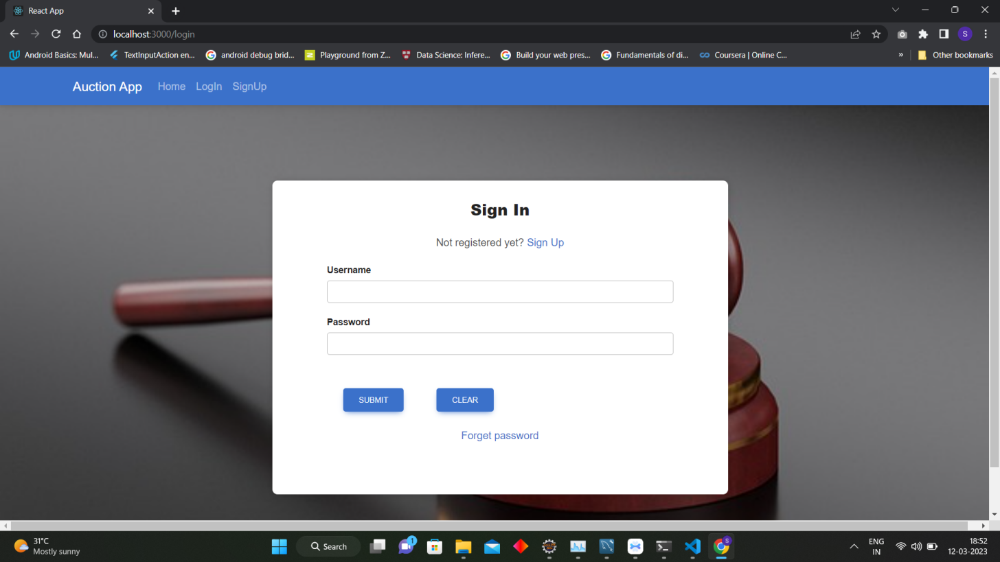 React App
localhost:3000/login
S
Android Basics: Mul...
TextInputAction en...
android debug brid...
Playground from Z...
Data Science: Infere...
Build your web pres...
Fundamentals of di...
Coursera | Online C...
»
Other bookmarks
Auction App
Home
LogIn
SignUp
Sign In
Not registered yet? Sign Up
Username
Password
SUBMIT
CLEAR
Forget password
31°C
Mostly sunny
Search
1
S
ENG
IN
18:52
12-03-2023